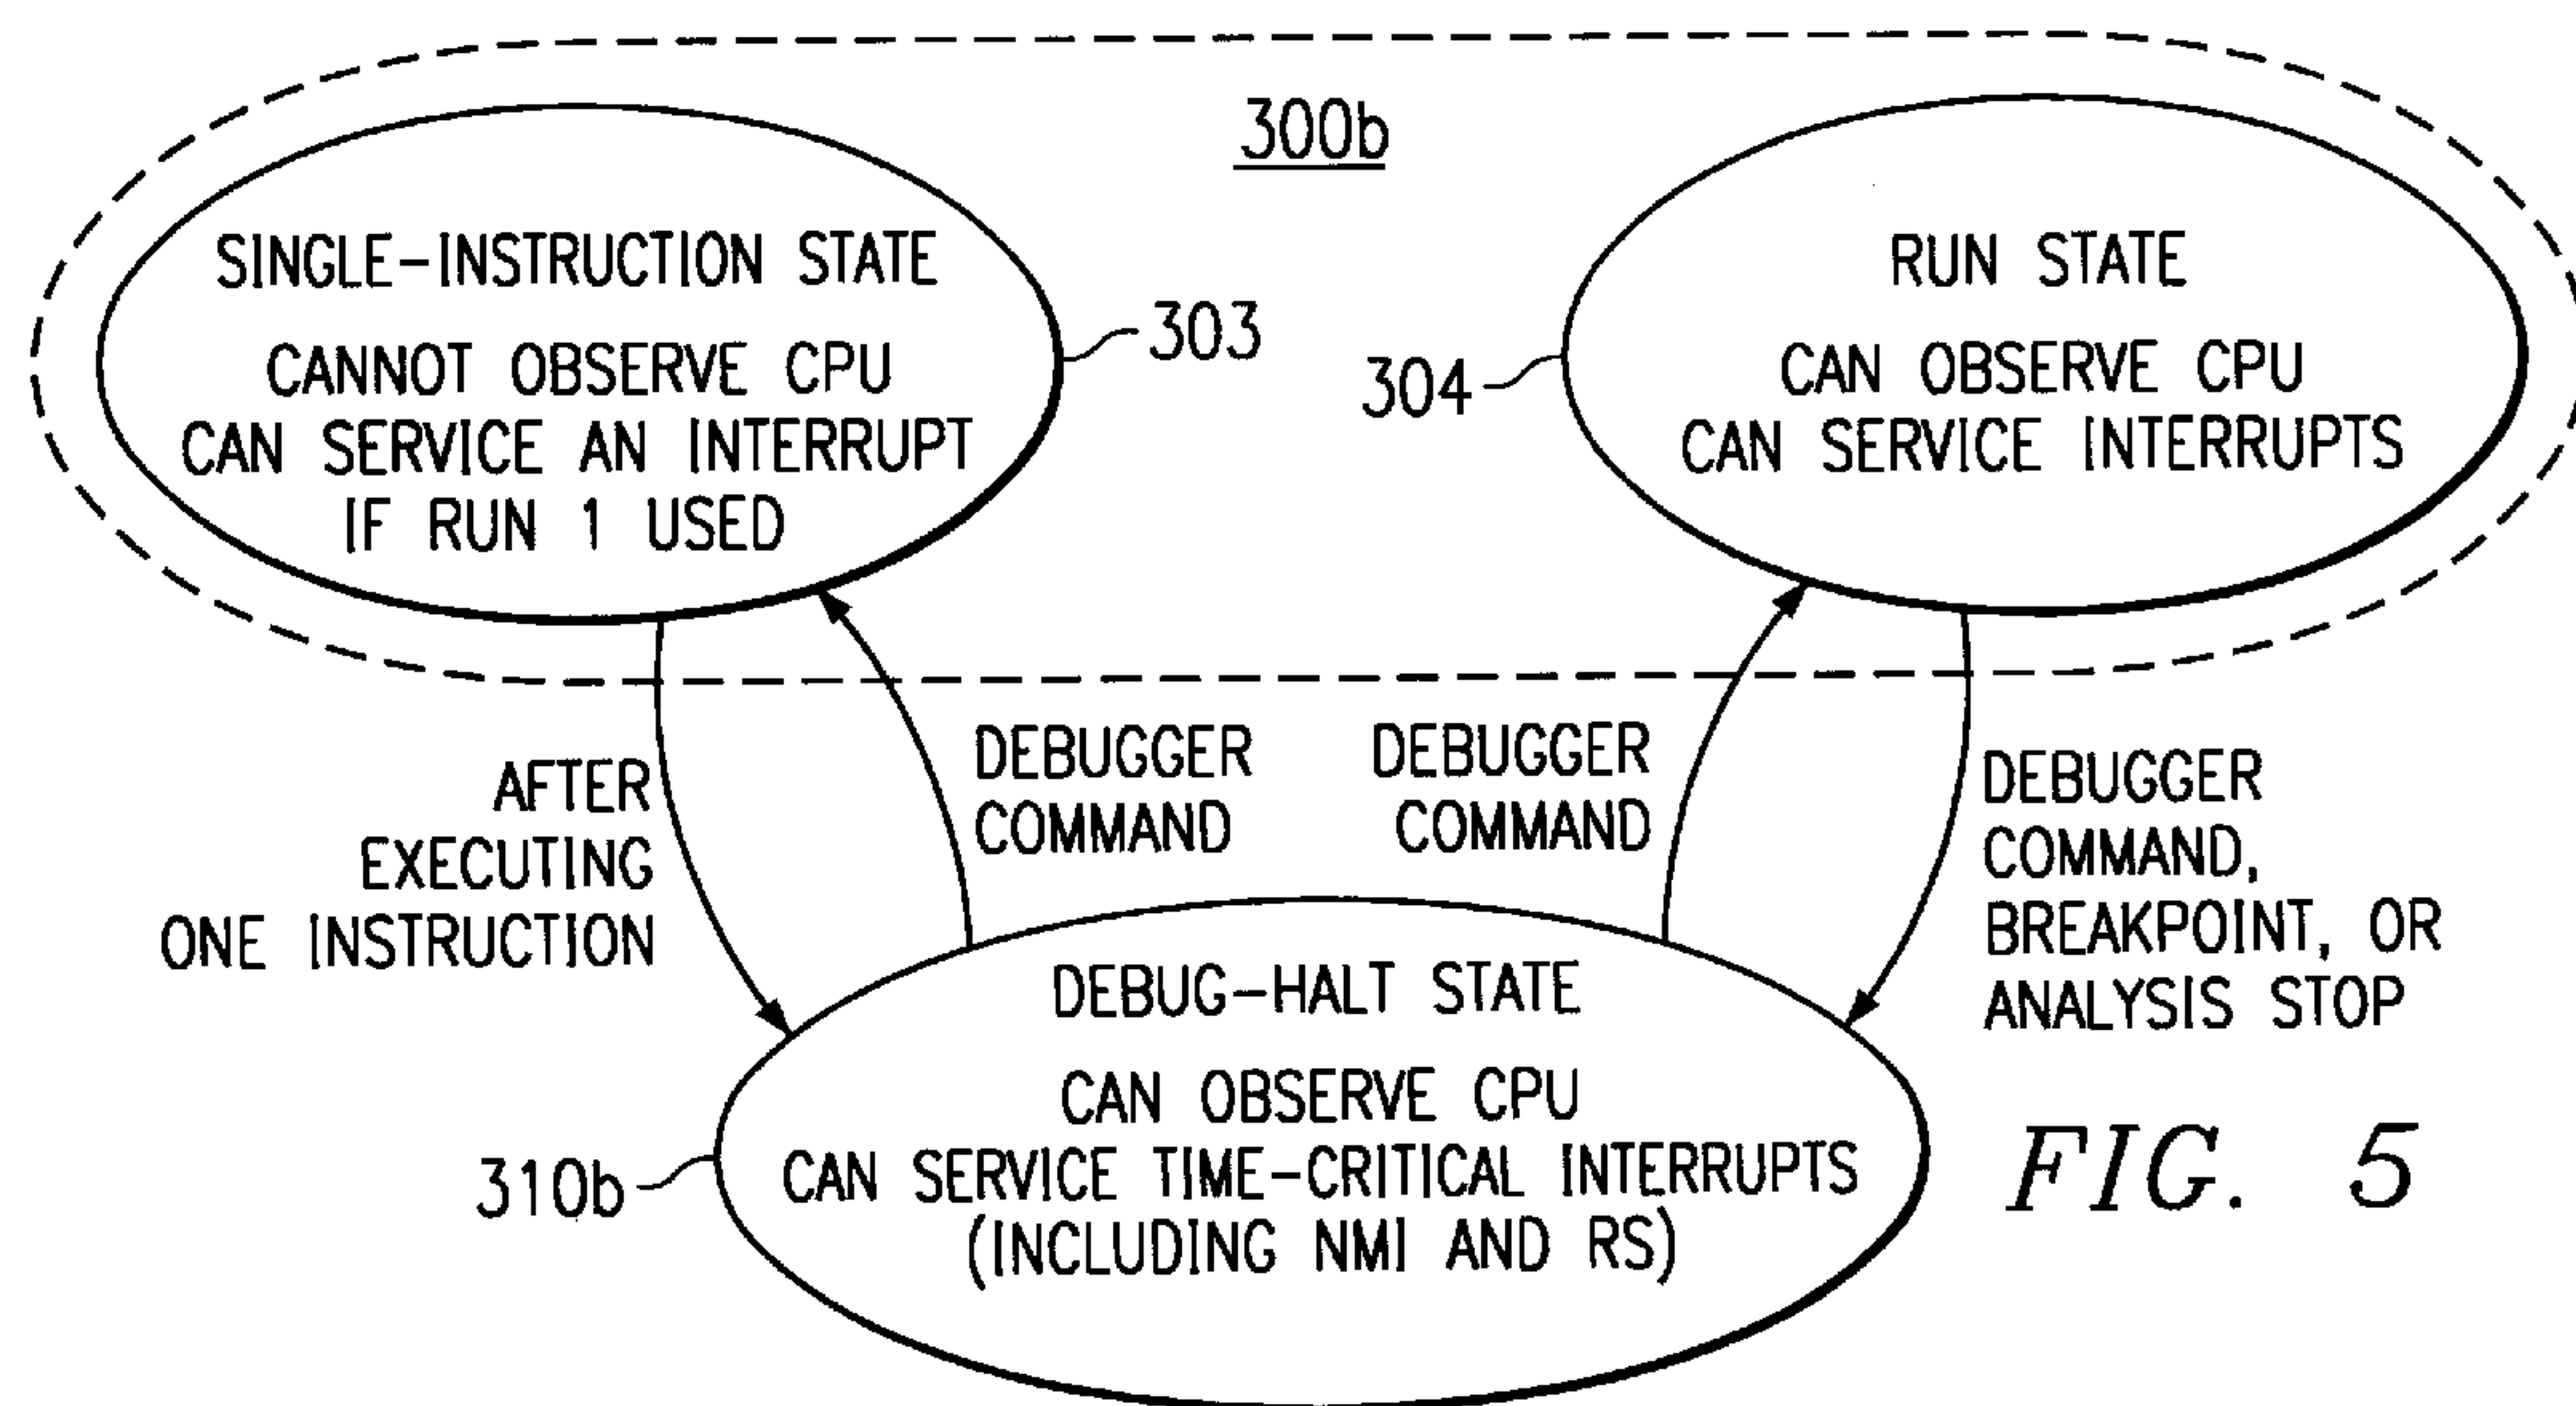 300b
SINGLE-INSTRUCTION STATE
CANNOT OBSERVE CPU
CAN SERVICE AN INTERRUPT
IF RUN 1 USED
303
RUN STATE
CAN OBSERVE CPU
CAN SERVICE INTERRUPTS
304
AFTER
EXECUTING
ONE INSTRUCTION
DEBUGGER
COMMAND
DEBUGGER
COMMAND
DEBUGGER
COMMAND,
BREAKPOINT, OR
ANALYSIS STOP
DEBUG-HALT STATE
CAN OBSERVE CPU
CAN SERVICE TIME-CRITICAL INTERRUPTS
(INCLUDING NMI AND RS)
310b
FIG. 5